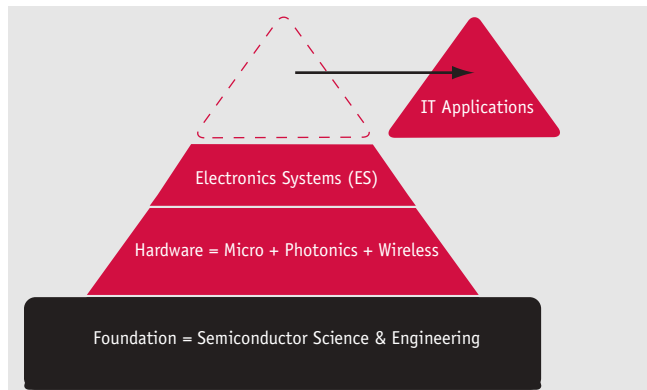 IT Applications
Electronics Systems (ES)
Hardware = Micro + Photonics + Wireless
Foundation = Semiconductor Science & Engineering